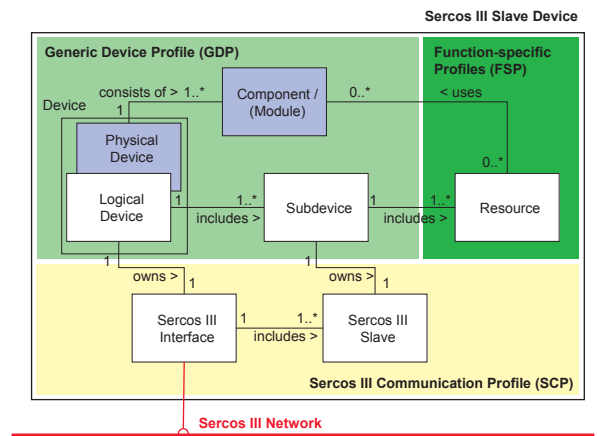 Sercos III Slave Device
Generic Device Profile (GDP)
Function-specific
Profiles (FSP)
consists of > 1..*
Component /
(Module)
0..*
< uses
Device
1
Physical
Device
0..*
Logical
Device
1
1..*
includes >
Subdevice
1
1..*
includes >
Resource
1
owns >
1
1
owns >
1
Sercos III
Interface
1
1..*
includes >
Sercos III
Slave
Sercos III Communication Profile (SCP)
Sercos III Network